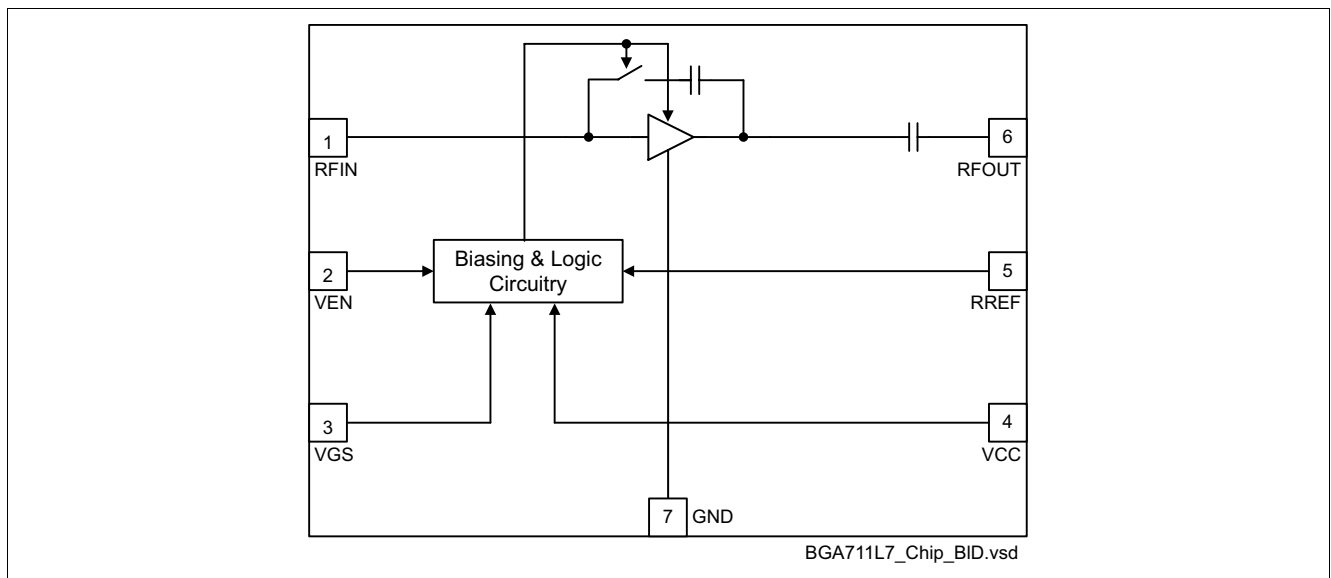 1
RFIN
6
RFOUT
2
VEN
Biasing & Logic
Circuitry
5
RREF
3
VGS
4
VCC
7
GND
BGA711L7_Chip_BID.vsd